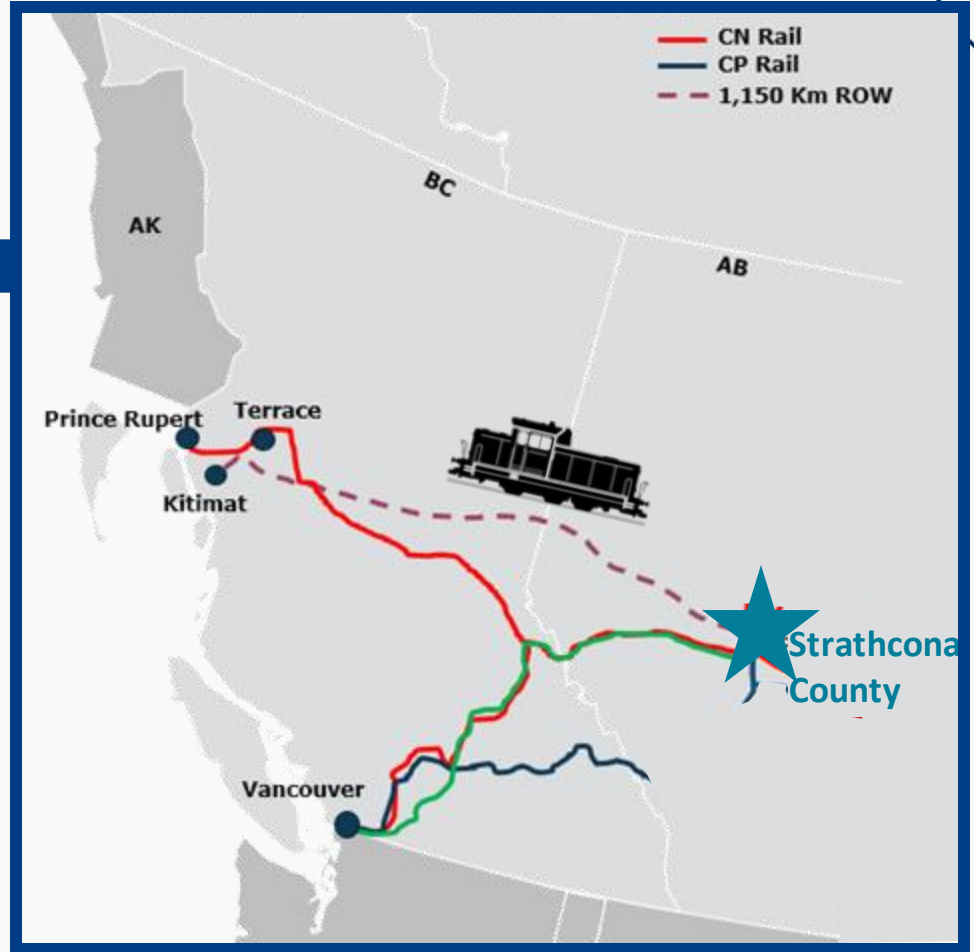 CN Rail
CP Rail
1,150 Km ROW
BC
AK
AB
Prince Rupert
Terrace
Kitimat
Strathcona
County
Vancouver